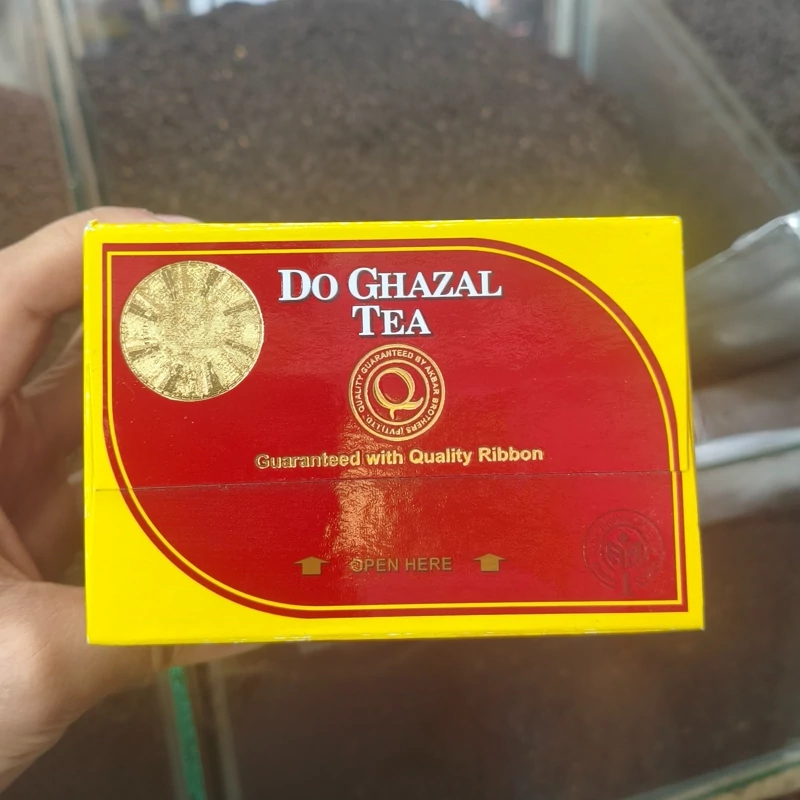 DO GHAZAL
TEA
QUALITY GUARANTEED BY AKBAR BROTHERS (PVT) LTD.
Q
Guaranteed with Quality Ribbon
OPEN HERE